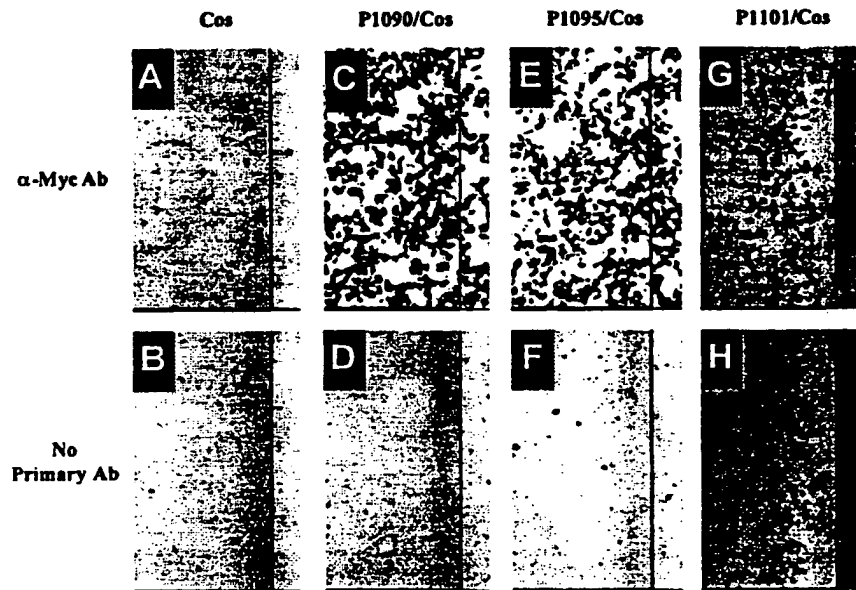 Cos P1090/Cos P1095/Cos P1101/Cos
A C E G
α-Myc Ab
B D F H
No
Primary Ab